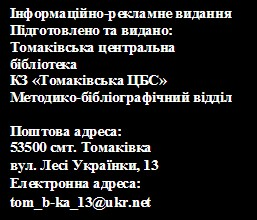 Інформаційно-рекламне видання
Підготовлено та видано:
Томаківська центральна
бібліотека
КЗ «Томаківська ЦБС»
Методико-бібліографічний відділ
Поштова адреса:
53500 смт. Томаківка
вул. Лесі Українки, 13
Електронна адреса:
tom_b-ka_13@ukr.net